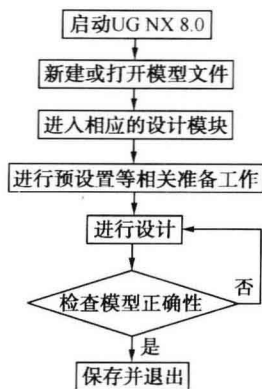 启动UG NX 8.0
新建或打开模型文件
进入相应的设计模块
进行预设置等相关准备工作
进行设计
否
检查模型正确性
是
保存并退出